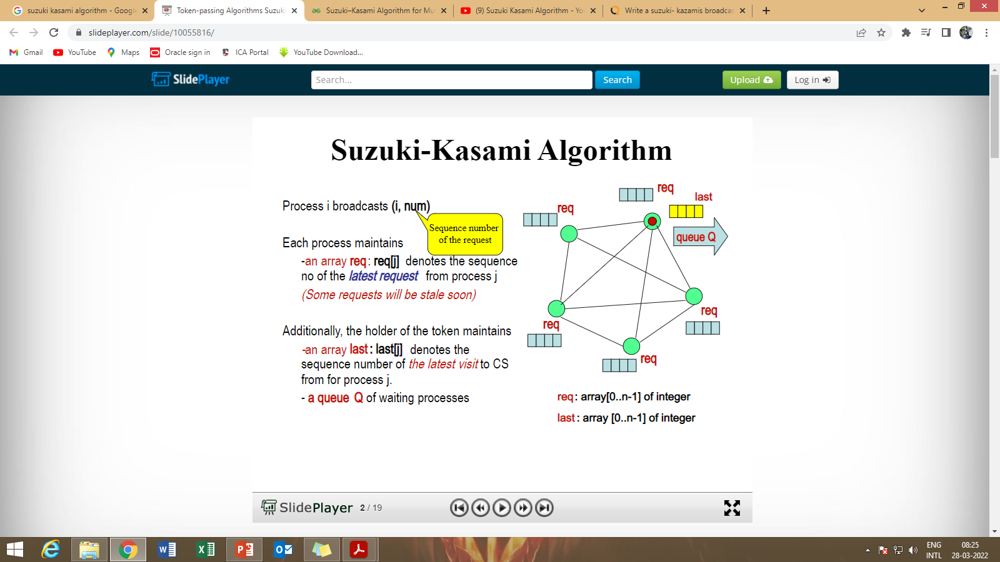 suzuki kasami algorithm - Google
Token-passing Algorithms Suzuki
Suzuki–Kasami Algorithm for Mu
(9) Suzuki Kasami Algorithm - Yo
Write a suzuki- kazamis broadcas
slideplayer.com/slide/10055816/
Gmail
YouTube
Maps
Oracle sign in
ICA Portal
YouTube Download...
SlidePlayer
Search...
Search
Upload
Log in
Suzuki-Kasami Algorithm
Process i broadcasts (i, num)
Sequence number
of the request
Each process maintains
-an array req: req[j] denotes the sequence
no of the latest request from process j
(Some requests will be stale soon)
Additionally, the holder of the token maintains
-an array last: last[j] denotes the
sequence number of the latest visit to CS
from for process j.
- a queue Q of waiting processes
req
last
req
queue Q
req
req
req
req: array[0..n-1] of integer
last: array [0..n-1] of integer
SlidePlayer
2 / 19
ENG
INTL
08:25
28-03-2022